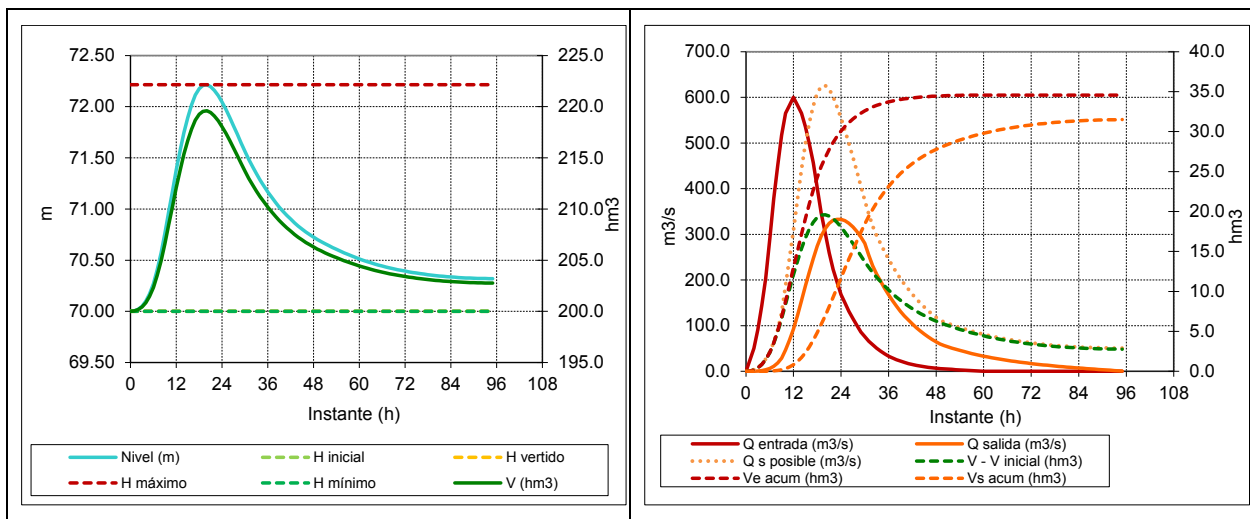 72.50
72.00
71.50
71.00
70.50
70.00
69.50
m
225.0
220.0
215.0
210.0
205.0
200.0
195.0
hm3
0 12 24 36 48 60 72 84 96 108
Instante (h)
Nivel (m) H inicial H vertido
H máximo H mínimo V (hm3)
700.0
600.0
500.0
400.0
300.0
200.0
100.0
0.0
m3/s
40.0
35.0
30.0
25.0
20.0
15.0
10.0
5.0
0.0
hm3
0 12 24 36 48 60 72 84 96 108
Instante (h)
Q entrada (m3/s) Q salida (m3/s)
Q s posible (m3/s) V - V inicial (hm3)
Ve acum (hm3) Vs acum (hm3)